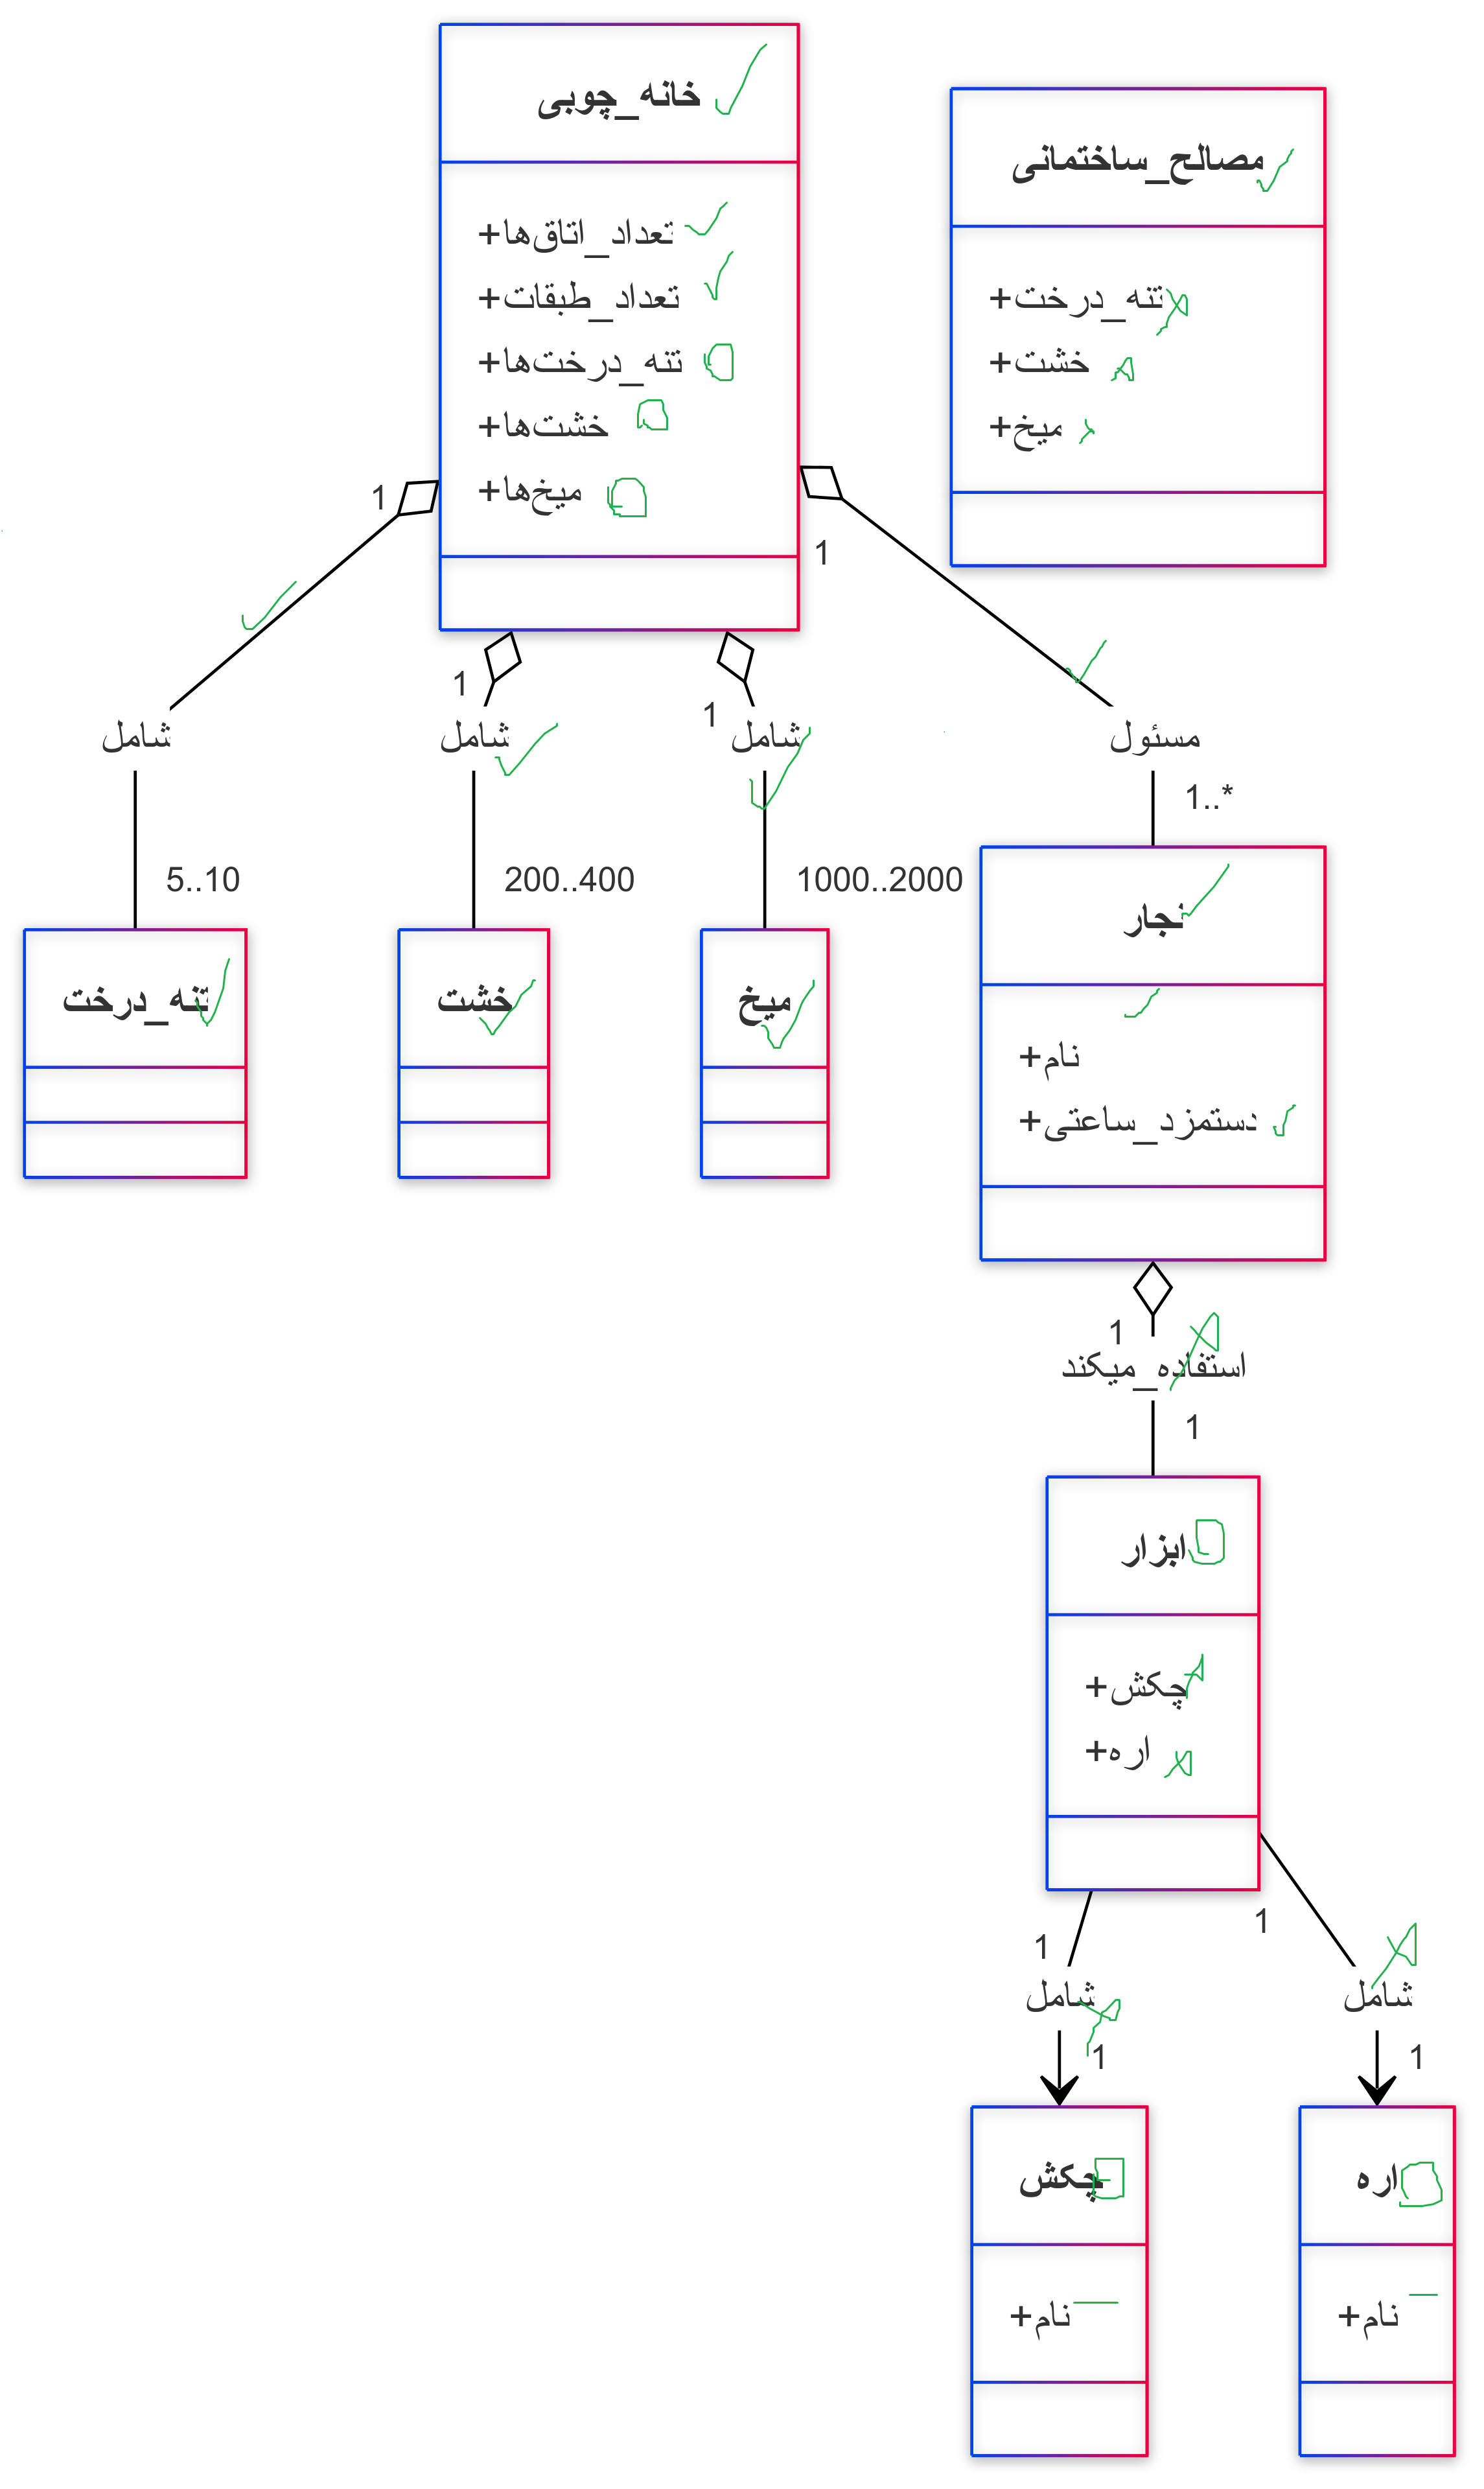 خانه_چوبی
+تعداد_اتاق‌ها
+تعداد_طبقات
+تنه_درخت‌ها
+خشت‌ها
+میخ‌ها
مصالح_ساختمانی
+تنه_درخت
+خشت
+میخ
1
1
1
1
شامل
شامل
شامل
مسئول
5..10
200..400
1000..2000
1..*
تنه_درخت
خشت
میخ
نجار
+نام
+دستمزد_ساعتی
1
استفاده_میکند
1
ابزار
+چکش
+اره
1
1
شامل
شامل
1
1
چکش
+نام
اره
+نام